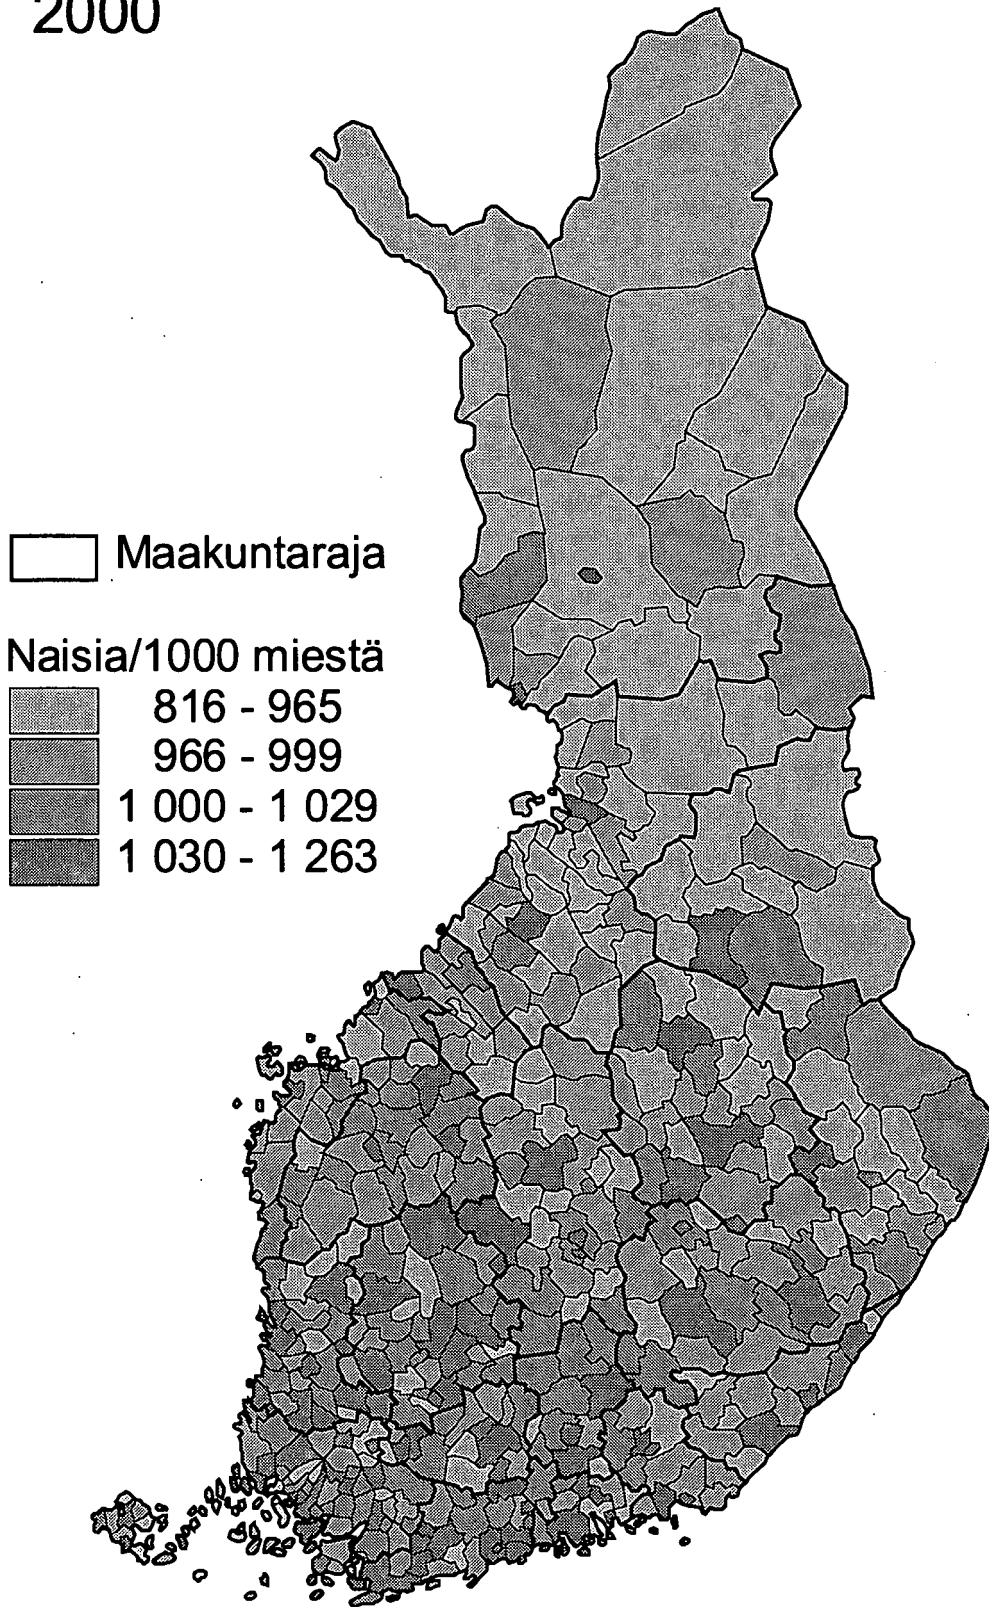 2000
Maakuntaraja
Naisia/1000 miestä
816 - 965
966 - 999
1 000 - 1 029
1 030 - 1 263